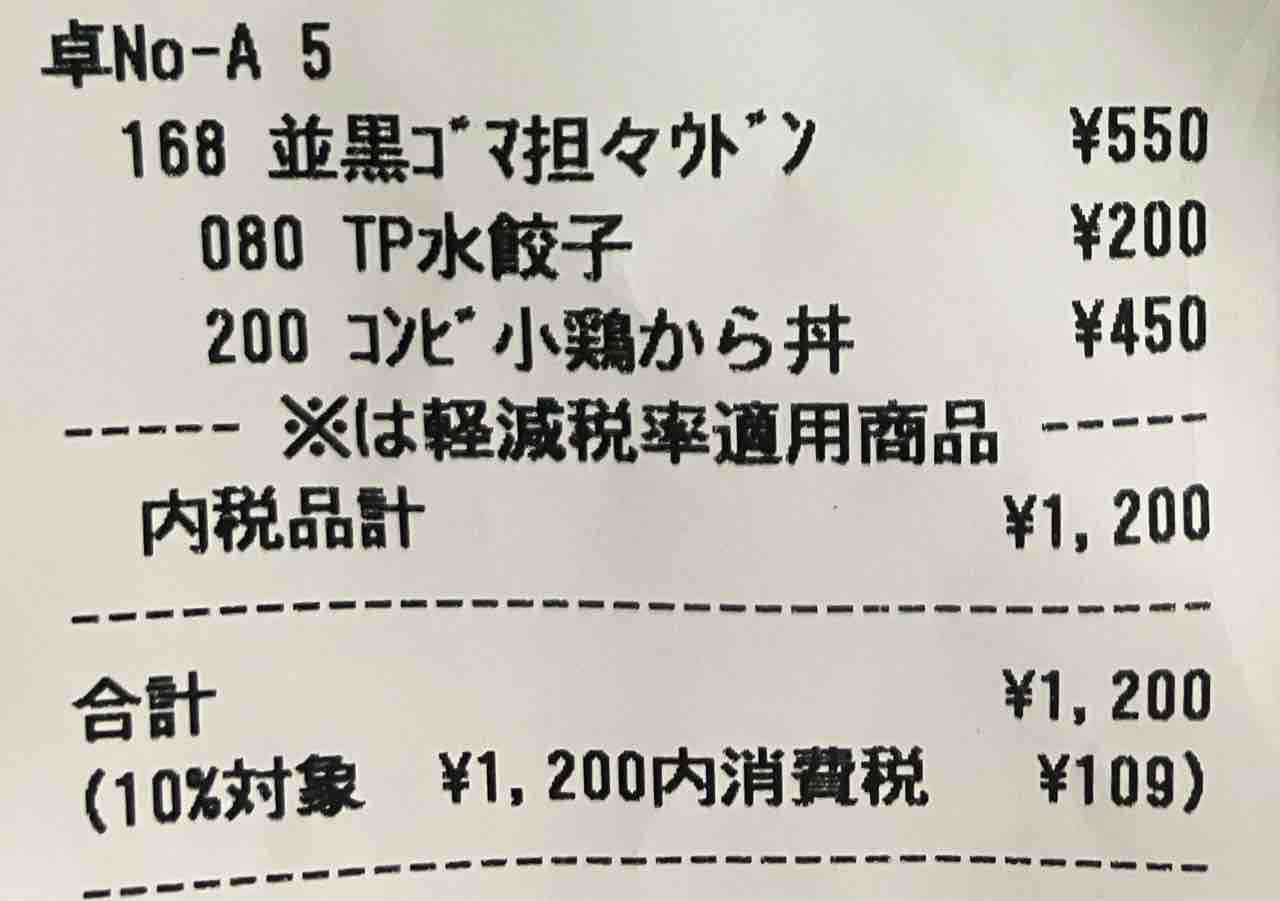 卓No-A 5
168 並黒ｺﾞﾏ担々ｳﾄﾞﾝ ¥550
080 TP水餃子 ¥200
200 ｺﾝﾋﾞ小鶏から丼 ¥450
----- ※は軽減税率適用商品 -----
内税品計 ¥1,200
--------------------------------
合計 ¥1,200
(10%対象 ¥1,200内消費税 ¥109)
--------------------------------